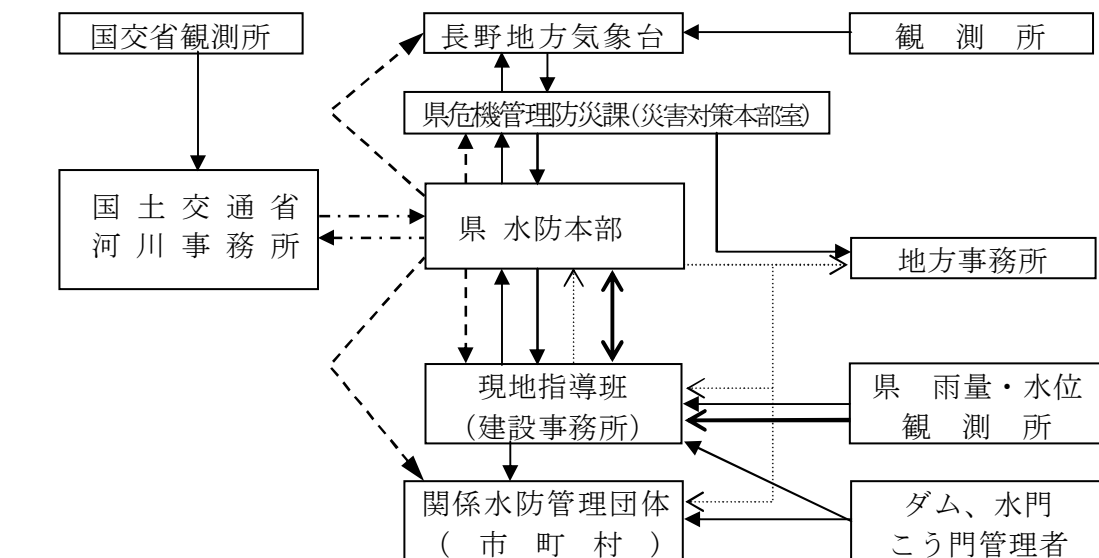 国交省観測所
長野地方気象台
観 測 所
県危機管理防災課(災害対策本部室)
国 土 交 通 省
河 川 事 務 所
県 水防本部
地方事務所
現地指導班
(建設事務所)
県 雨量・水位
観 測 所
関係水防管理団体
( 市 町 村 )
ダム、水門
こう門管理者